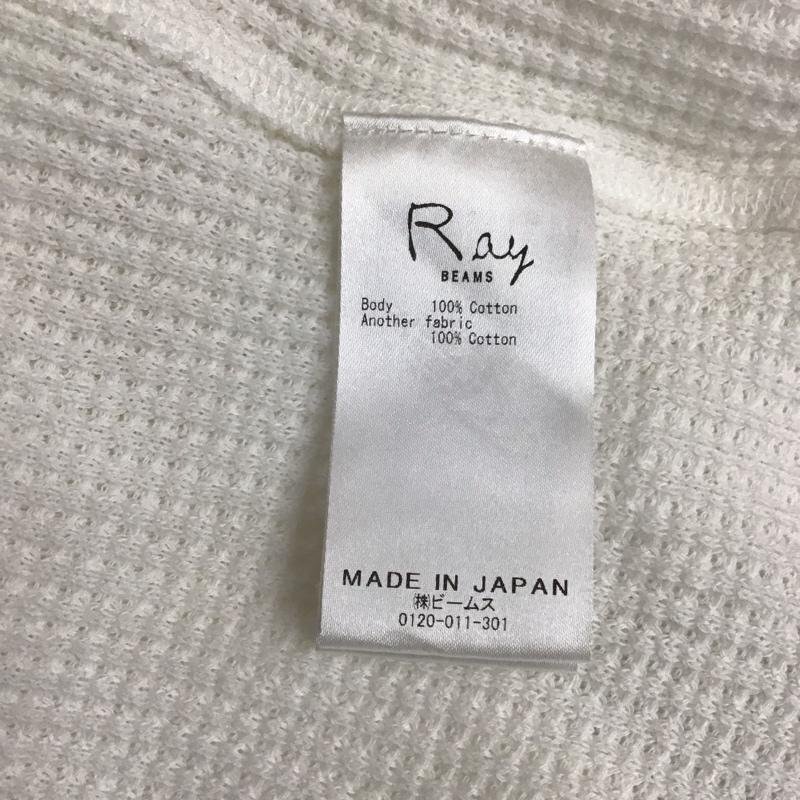 Ray
BEAMS
Body 100% Cotton
Another fabric
100% Cotton
MADE IN JAPAN
㈱ビームス
0120-011-301